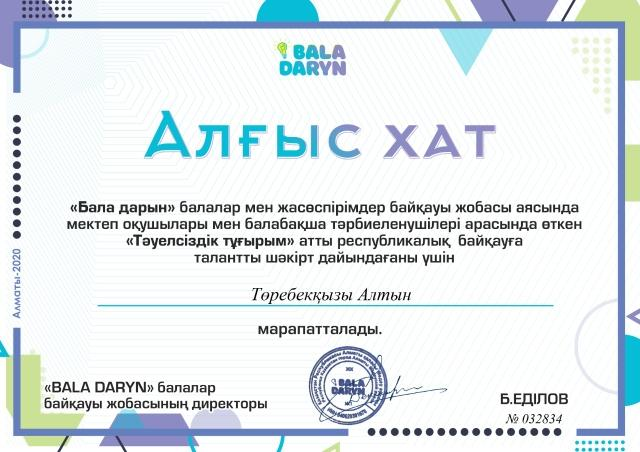 BALA
DARYN
Алғыс хат
«Бала дарын» балалар мен жасөспірімдер байқауы жобасы аясында
мектеп оқушылары мен балабақша тәрбиеленушілері арасында өткен
«Тәуелсіздік тұғырым» атты республикалық байқауға
талантты шәкірт дайындағаны үшін
Төребекқызы Алтын
марапатталады.
Алматы-2020
«BALA DARYN» балалар
байқауы жобасының директоры
BALA
DARYN
Б.ЕДІЛОВ
№ 032834